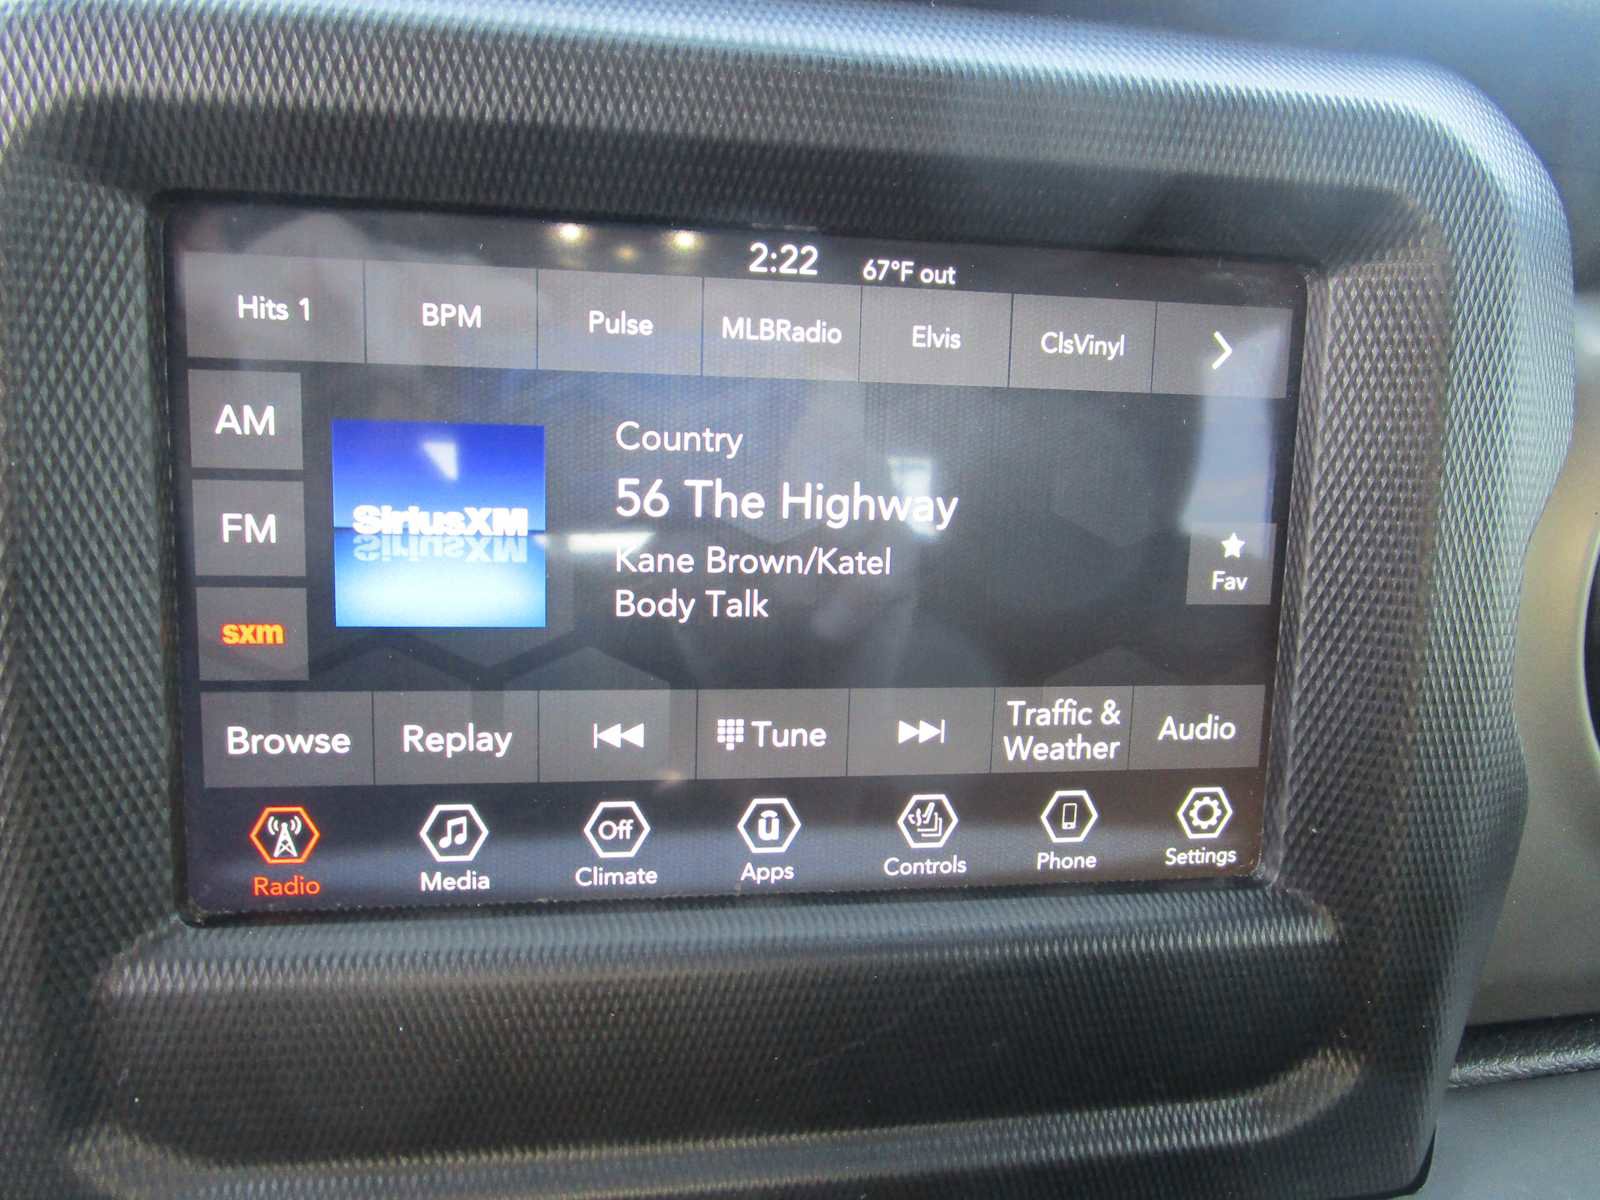 2:22 67°F out
Hits 1 BPM Pulse MLBRadio Elvis ClsVinyl
AM
FM
sxm
SiriusXM
Country
56 The Highway
Kane Brown/Katel
Body Talk
Fav
Browse Replay Tune Traffic & Weather Audio
Off
Radio Media Climate Apps Controls Phone Settings